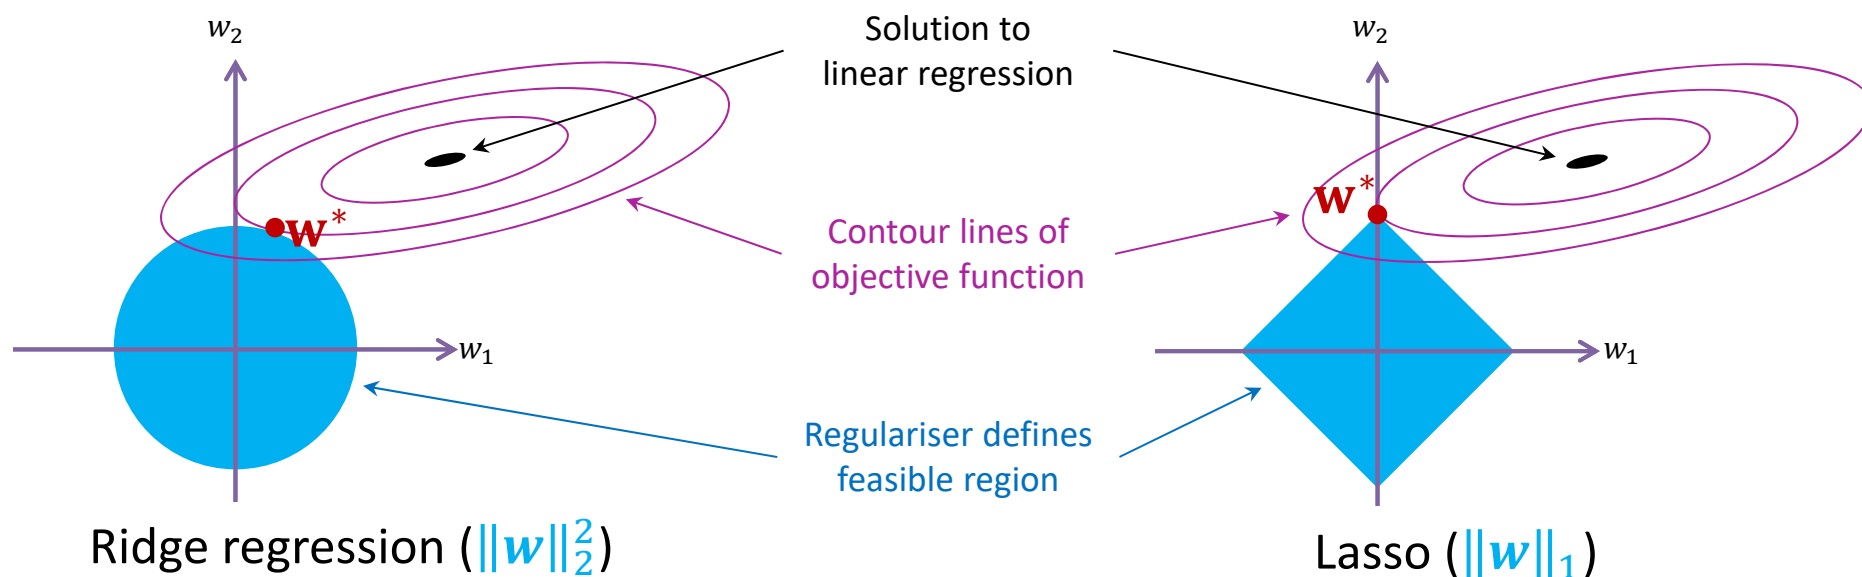 w₂
Solution to
linear regression
w₂
w*
w*
Contour lines of
objective function
w₁
w₁
Regulariser defines
feasible region
Ridge regression (‖w‖₂²)
Lasso (‖w‖₁)